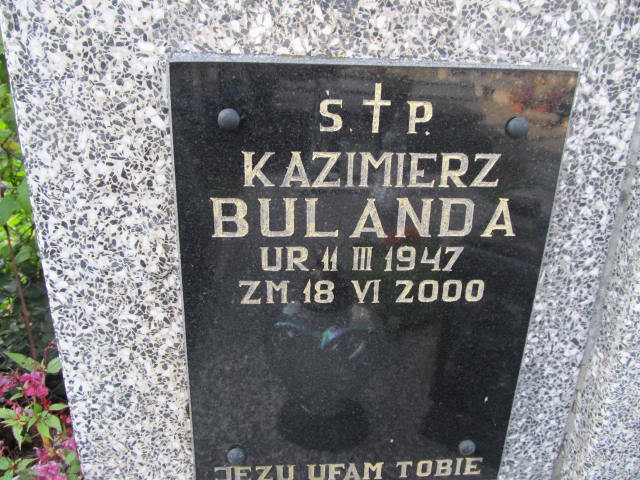 Ś. † P.
KAZIMIERZ
BULANDA
UR. 11 III 1947
ZM. 18 VI 2000
JEZU UFAM TOBIE